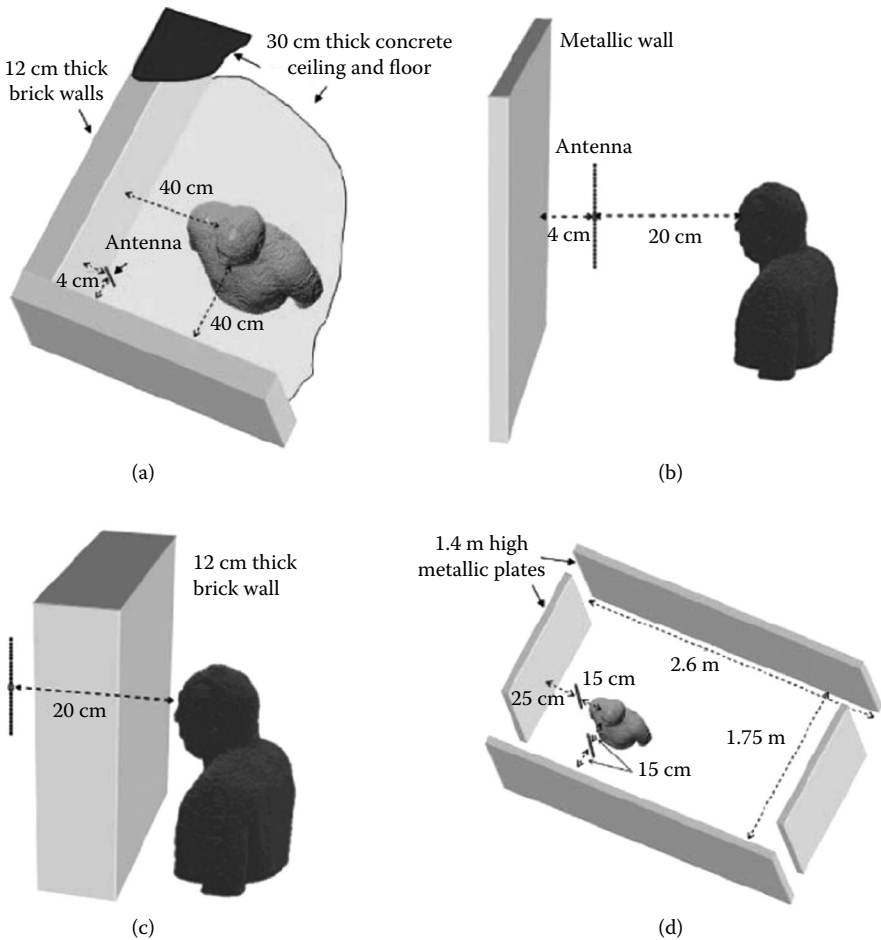 30 cm thick concrete
ceiling and floor
12 cm thick
brick walls
40 cm
Antenna
4 cm
40 cm
(a)
Metallic wall
Antenna
4 cm
20 cm
(b)
12 cm thick
brick wall
20 cm
(c)
1.4 m high
metallic plates
2.6 m
15 cm
25 cm
1.75 m
15 cm
(d)